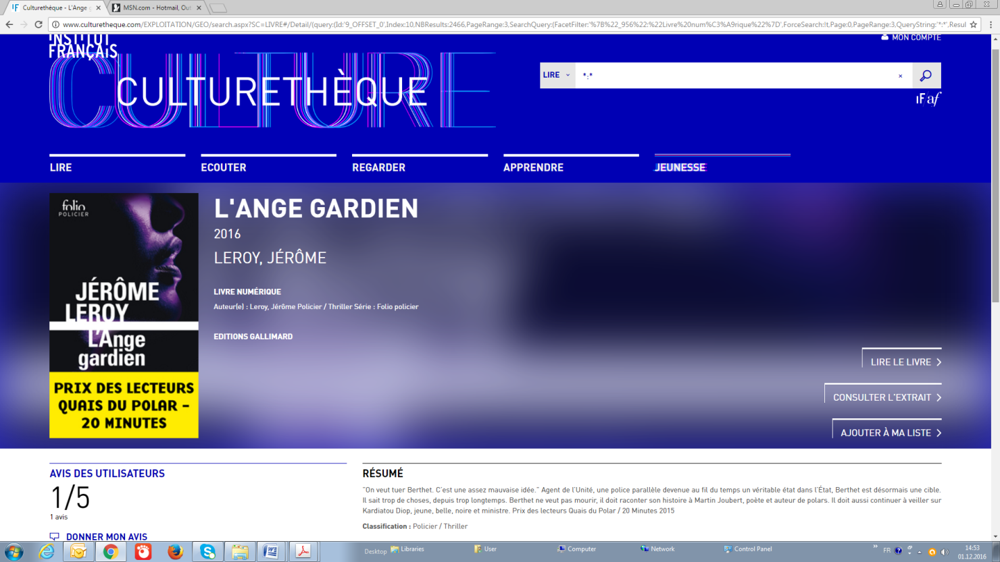 Culturethèque - L'Ange g
MSN.com - Hotmail, Out
www.culturetheque.com/EXPLOITATION/GEO/search.aspx?SC=LIVRE#/Detail/(query:(Id:'9_OFFSET_0',Index:10,NBResults:2466,PageRange:3,SearchQuery:(FacetFilter:'%7B%22_956%22:%22Livre%20num%C3%A9rique%22%7D',ForceSearch:!t,Page:0,PageRange:3,QueryString:'*:*',Resul
INSTITUT
FRANÇAIS
MON COMPTE
CULTURE
CULTURETHÈQUE
LIRE *:* ×
IF/af
LIRE ECOUTER REGARDER APPRENDRE JEUNESSE
folio
POLICIER
JÉRÔME
LEROY
L'Ange
gardien
PRIX DES LECTEURS
QUAIS DU POLAR –
20 MINUTES
L'ANGE GARDIEN
2016
LEROY, JÉRÔME
LIVRE NUMÉRIQUE
Auteur(e) : Leroy, Jérôme Policier / Thriller Série : Folio policier
EDITIONS GALLIMARD
LIRE LE LIVRE
CONSULTER L'EXTRAIT
AJOUTER À MA LISTE
AVIS DES UTILISATEURS
1/5
1 avis
DONNER MON AVIS
RÉSUMÉ
"On veut tuer Berthet. C'est une assez mauvaise idée." Agent de l'Unité, une police parallèle devenue au fil du temps un véritable état dans l'État, Berthet est désormais une cible.
Il sait trop de choses, depuis trop longtemps. Berthet ne veut pas mourir, il doit raconter son histoire à Martin Joubert, poète et auteur de polars. Il doit aussi continuer à veiller sur
Kardiatou Diop, jeune, belle, noire et ministre. Prix des lecteurs Quais du Polar / 20 Minutes 2015
Classification : Policier / Thriller
Desktop Libraries User Computer Network Control Panel » FR 14:53
01.12.2016